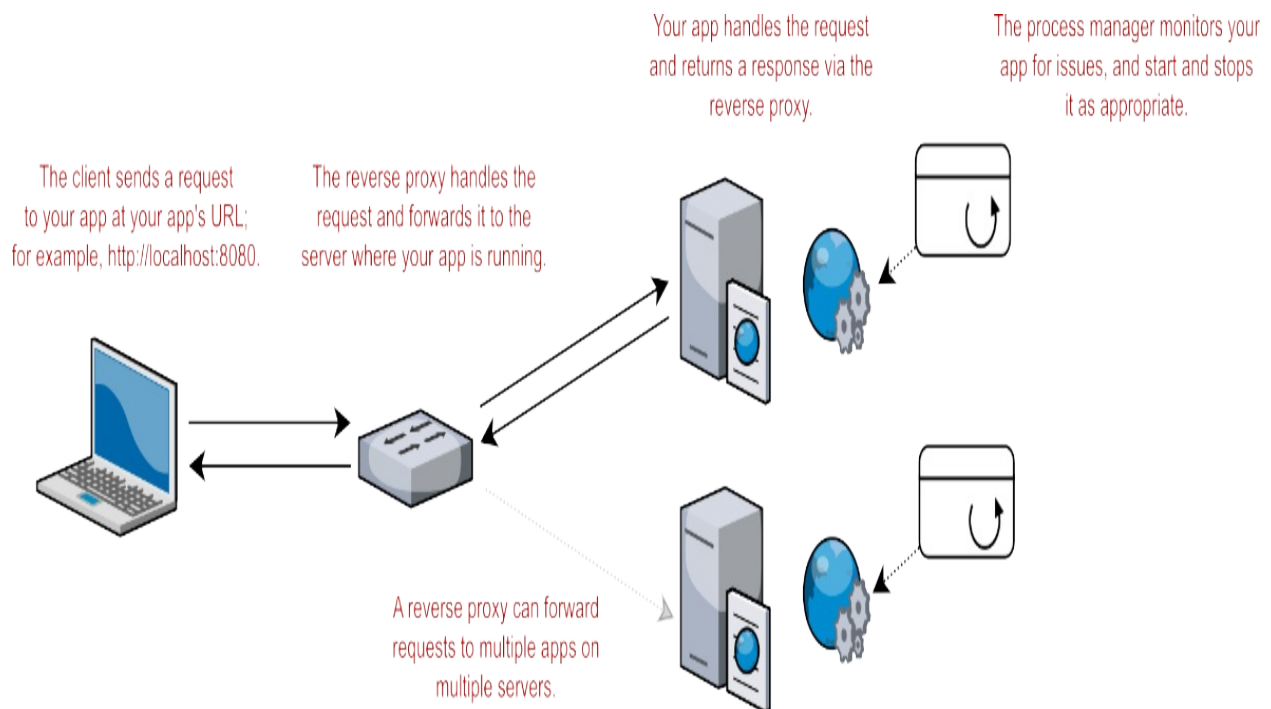 Your app handles the request
and returns a response via the
reverse proxy.
The process manager monitors your
app for issues, and start and stops
it as appropriate.
The client sends a request
to your app at your app's URL;
for example, http://localhost:8080.
The reverse proxy handles the
request and forwards it to the
server where your app is running.
A reverse proxy can forward
requests to multiple apps on
multiple servers.